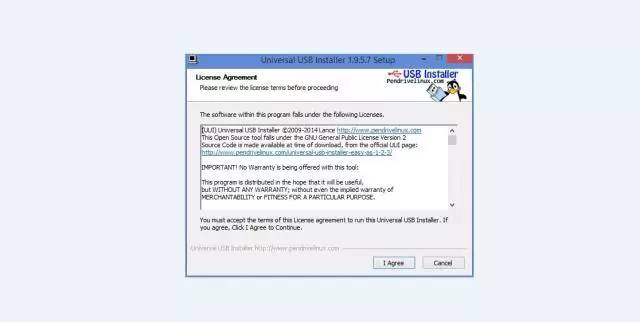 Universal USB Installer 1.9.5.7 Setup
License Agreement
Please review the license terms before proceeding
USB Installer
Pendrivelinux.com
The software within this program falls under the following Licenses.
[UUI] Universal USB Installer ©2009-2014 Lance http://www.pendrivelinux.com
This Open Source tool falls under the GNU General Public License Version 2
Source Code is made available at time of download, from the official UUI page:
http://www.pendrivelinux.com/universal-usb-installer-easy-as-1-2-3/
IMPORTANT! No Warranty is being offered with this tool:
This program is distributed in the hope that it will be useful,
but WITHOUT ANY WARRANTY; without even the implied warranty of
MERCHANTABILITY or FITNESS FOR A PARTICULAR PURPOSE.
You must accept the terms of this License agreement to run this Universal USB Installer. If
you agree, Click I Agree to Continue.
Universal USB Installer http://www.pendrivelinux.com
I Agree
Cancel